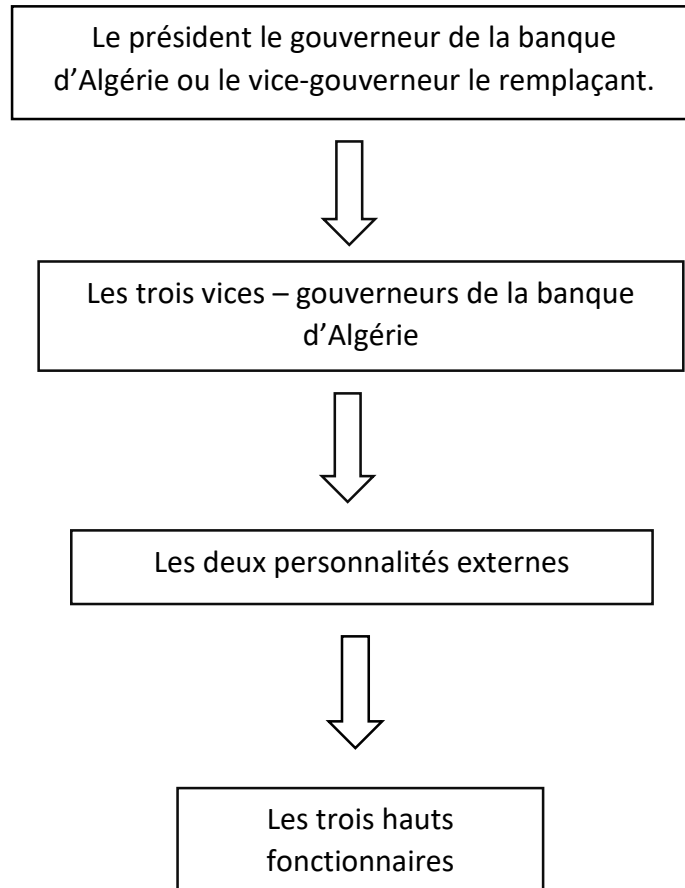 Le président le gouverneur de la banque
d’Algérie ou le vice-gouverneur le remplaçant.
Les trois vices – gouverneurs de la banque
d’Algérie
Les deux personnalités externes
Les trois hauts
fonctionnaires